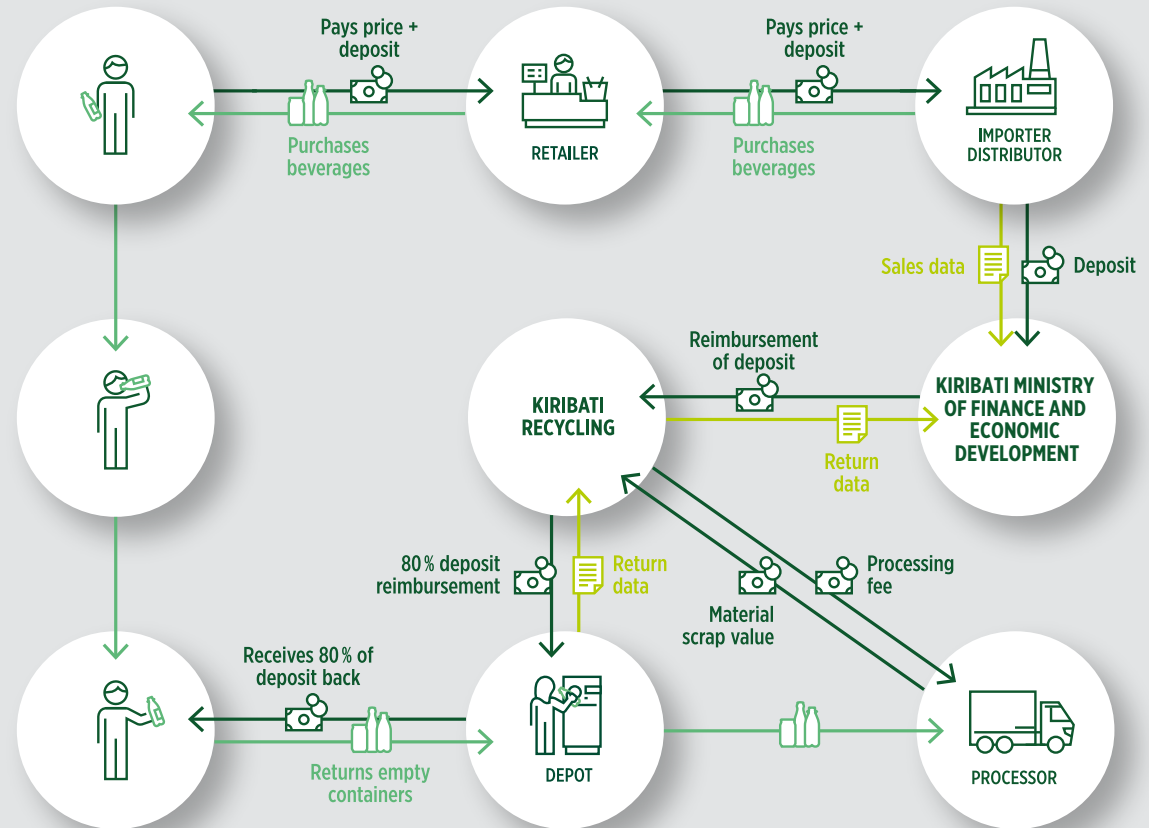 Pays price +
deposit
Purchases
beverages
RETAILER
Pays price +
deposit
Purchases
beverages
IMPORTER
DISTRIBUTOR
Sales data
Deposit
Reimbursement
of deposit
KIRIBATI
RECYCLING
Return
data
KIRIBATI MINISTRY
OF FINANCE AND
ECONOMIC
DEVELOPMENT
80% deposit
reimbursement
Return
data
Processing
fee
Material
scrap value
Receives 80% of
deposit back
Returns empty
containers
DEPOT
PROCESSOR